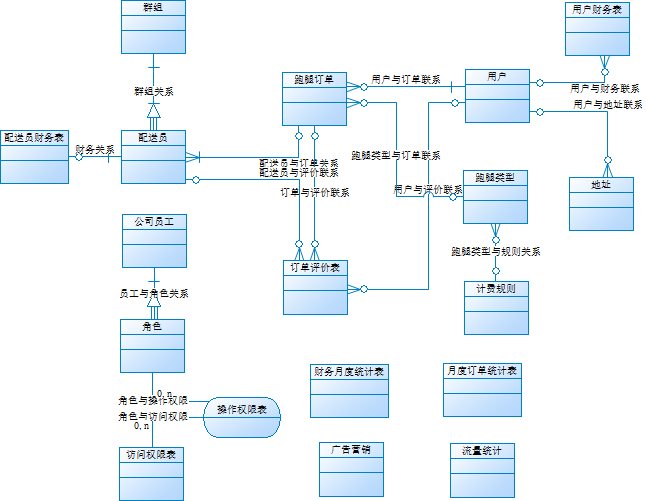 群组
用户财务表
跑腿订单
用户与订单联系
用户
用户与财务联系
群组关系
用户与地址联系
配送员财务表
财务关系
配送员
配送员与订单关系
配送员与评价联系
跑腿类型与订单联系
订单与评价联系
用户与评价联系
跑腿类型
地址
公司员工
跑腿类型与规则关系
订单评价表
员工与角色关系
计费规则
角色
财务月度统计表
月度订单统计表
0,n
角色与操作权限
操作权限表
角色与访问权限
0,n
访问权限表
广告营销
流量统计